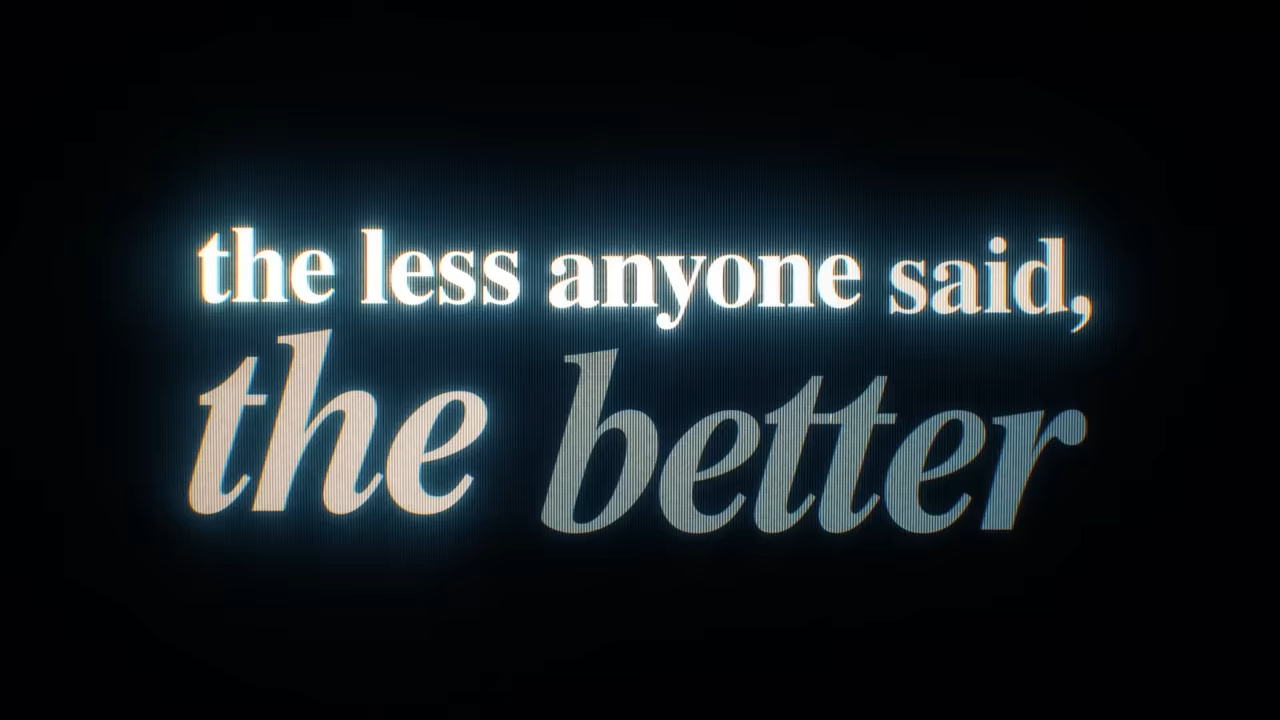 the less anyone said,
the better